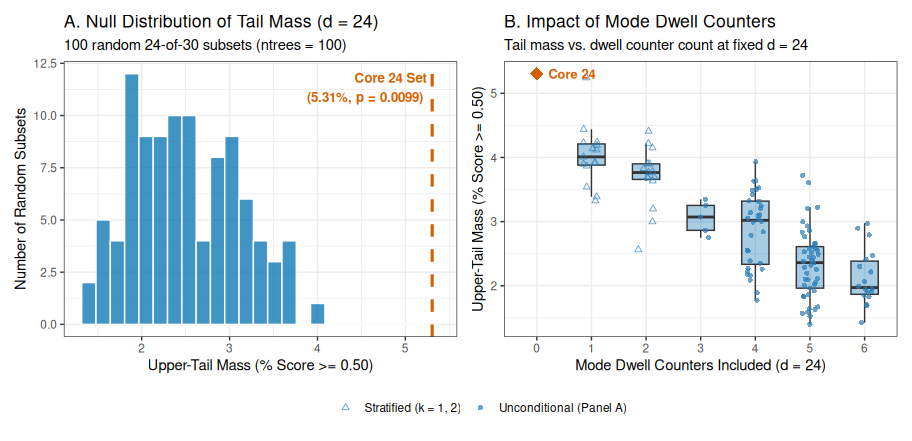 A. Null Distribution of Tail Mass (d = 24)
100 random 24-of-30 subsets (ntrees = 100)
12.5
10.0
7.5
5.0
2.5
0.0
Number of Random Subsets
Core 24 Set
(5.31%, p = 0.0099)
2 3 4 5
Upper-Tail Mass (% Score >= 0.50)
B. Impact of Mode Dwell Counters
Tail mass vs. dwell counter count at fixed d = 24
5
4
3
2
Upper-Tail Mass (% Score >= 0.50)
Core 24
0 1 2 3 4 5 6
Mode Dwell Counters Included (d = 24)
Stratified (k = 1, 2) Unconditional (Panel A)